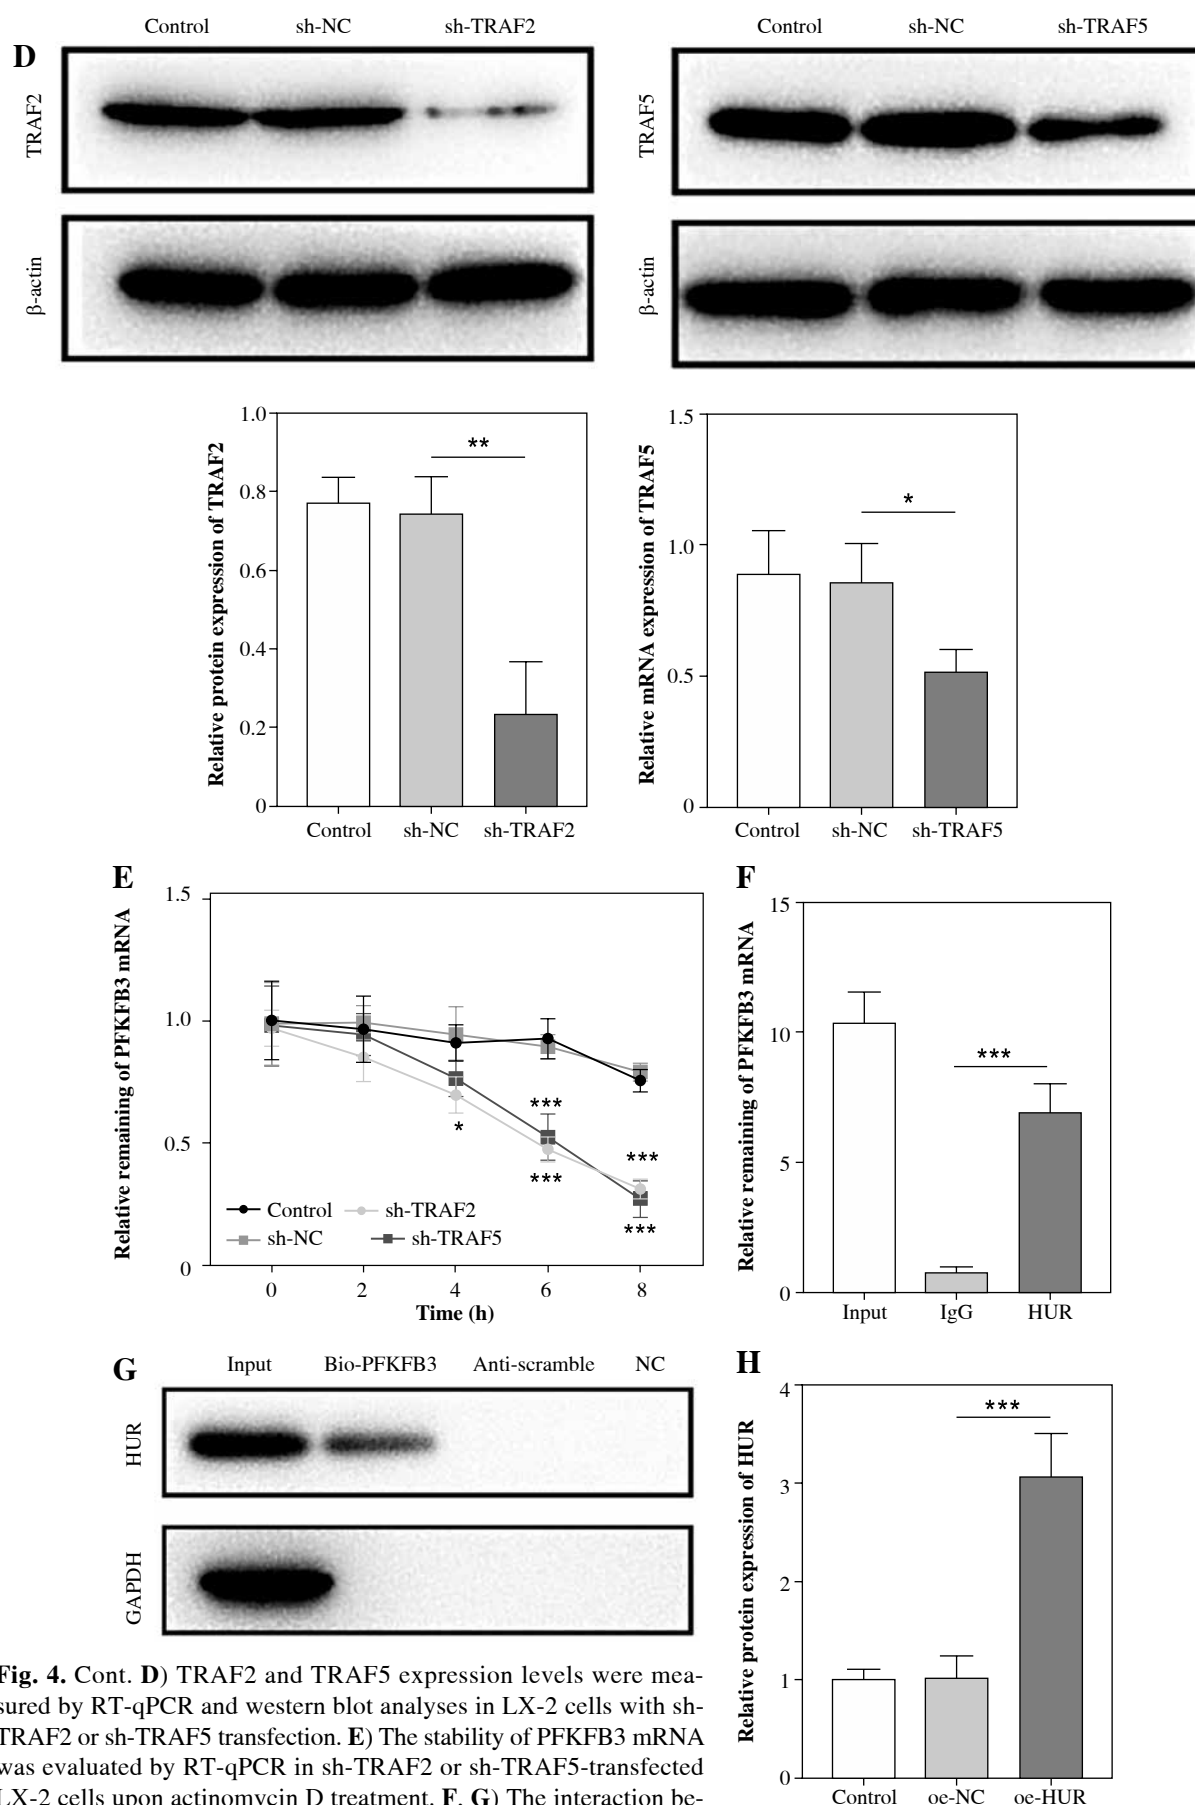 D
Control sh-NC sh-TRAF2
TRAF2
β-actin
Control sh-NC sh-TRAF5
TRAF5
β-actin
Relative protein expression of TRAF2
1.0
0.8
0.6
0.4
0.2
0
**
Control sh-NC sh-TRAF2
Relative mRNA expression of TRAF5
1.5
1.0
0.5
0
*
Control sh-NC sh-TRAF5
E
Relative remaining of PFKFB3 mRNA
1.5
1.0
0.5
0
*
***
***
***
***
Control sh-TRAF2
sh-NC sh-TRAF5
0 2 4 6 8
Time (h)
F
Relative remaining of PFKFB3 mRNA
15
10
5
0
***
Input IgG HUR
G
Input Bio-PFKFB3 Anti-scramble NC
HUR
GAPDH
H
Relative protein expression of HUR
4
3
2
1
0
***
Control oe-NC oe-HUR
Fig. 4. Cont. D) TRAF2 and TRAF5 expression levels were mea-
sured by RT-qPCR and western blot analyses in LX-2 cells with sh-
TRAF2 or sh-TRAF5 transfection. E) The stability of PFKFB3 mRNA
was evaluated by RT-qPCR in sh-TRAF2 or sh-TRAF5-transfected
LX-2 cells upon actinomycin D treatment. F, G) The interaction be-